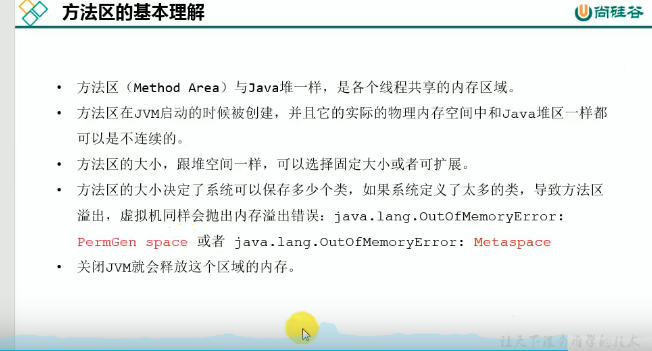 方法区的基本理解
尚硅谷
• 方法区（Method Area）与Java堆一样，是各个线程共享的内存区域。
• 方法区在JVM启动的时候被创建，并且它的实际的物理内存空间中和Java堆区一样都
可以是不连续的。
• 方法区的大小，跟堆空间一样，可以选择固定大小或者可扩展。
• 方法区的大小决定了系统可以保存多少个类，如果系统定义了太多的类，导致方法区
溢出，虚拟机同样会抛出内存溢出错误：java.lang.OutOfMemoryError:
PermGen space 或者 java.lang.OutOfMemoryError: Metaspace
• 关闭JVM就会释放这个区域的内存。
让天下没有难学的技术